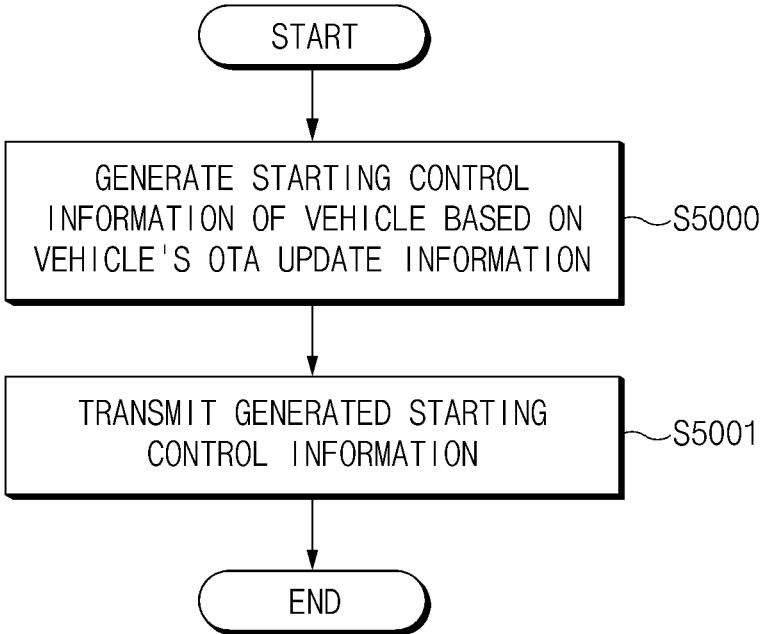 START
GENERATE STARTING CONTROL
INFORMATION OF VEHICLE BASED ON
VEHICLE'S OTA UPDATE INFORMATION
S5000
TRANSMIT GENERATED STARTING
CONTROL INFORMATION
S5001
END